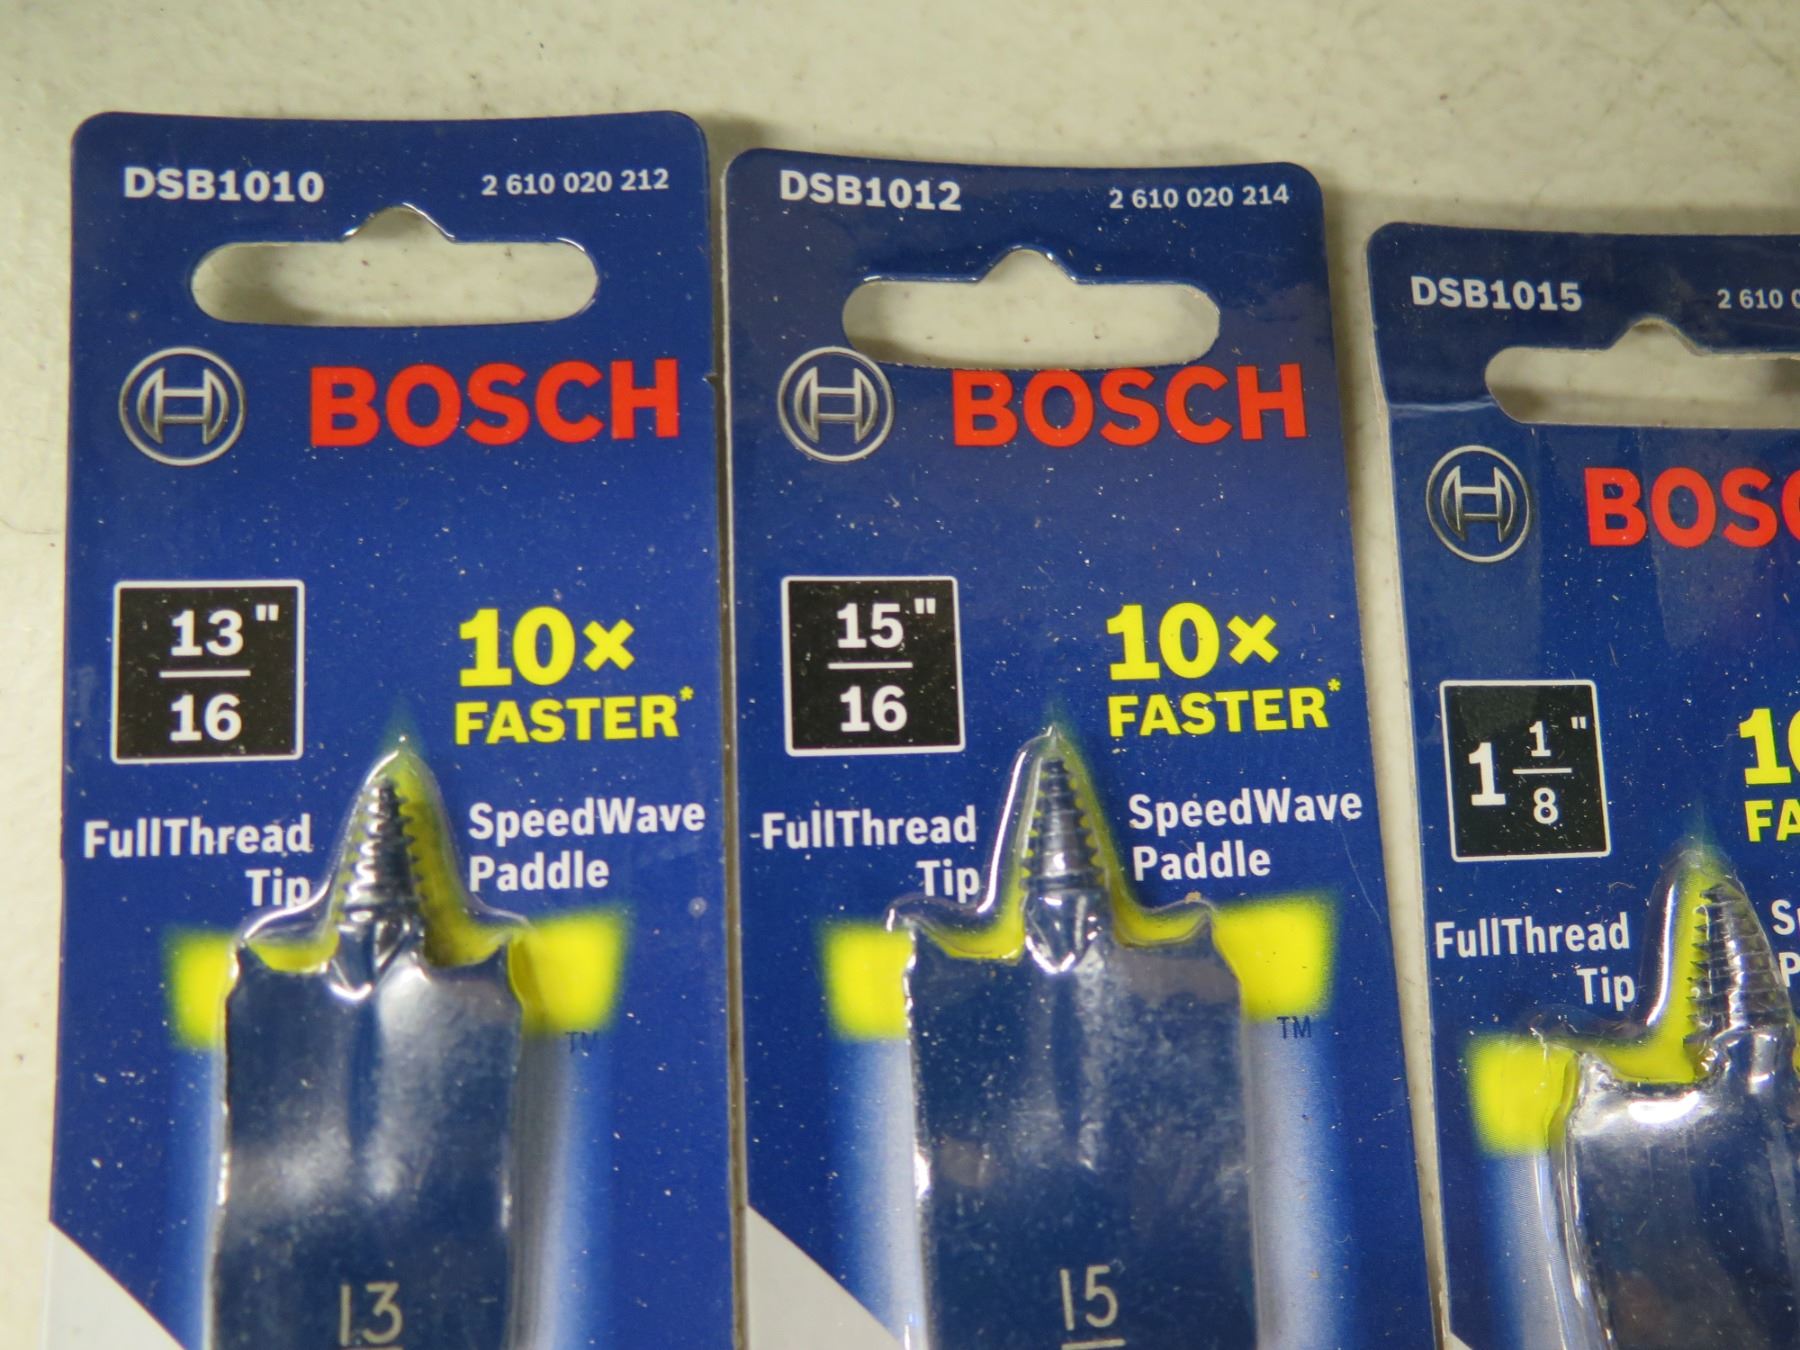 DSB1010 2 610 020 212
BOSCH
13"
16
10×
FASTER*
FullThread
Tip
SpeedWave
Paddle
TM
13
DSB1012 2 610 020 214
BOSCH
15"
16
10×
FASTER*
FullThread
Tip
SpeedWave
Paddle
TM
15
DSB1015 2 610
1 1"
8
FullThread
Tip